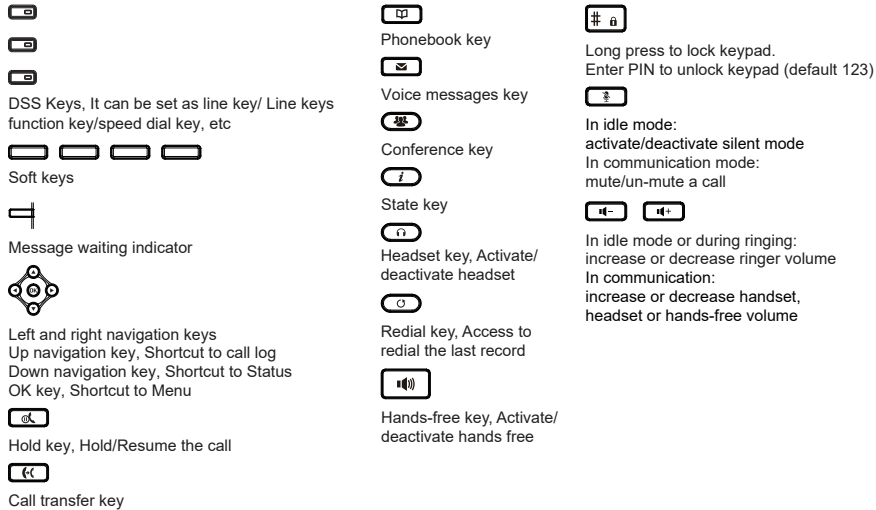 DSS Keys, It can be set as line key/ Line keys
function key/speed dial key, etc
Soft keys
Message waiting indicator
OK
Left and right navigation keys
Up navigation key, Shortcut to call log
Down navigation key, Shortcut to Status
OK key, Shortcut to Menu
Hold key, Hold/Resume the call
Call transfer key
Phonebook key
Voice messages key
Conference key
i
State key
Headset key, Activate/
deactivate headset
Redial key, Access to
redial the last record
Hands-free key, Activate/
deactivate hands free
#
Long press to lock keypad.
Enter PIN to unlock keypad (default 123)
In idle mode:
activate/deactivate silent mode
In communication mode:
mute/un-mute a call
- +
In idle mode or during ringing:
increase or decrease ringer volume
In communication:
increase or decrease handset,
headset or hands-free volume